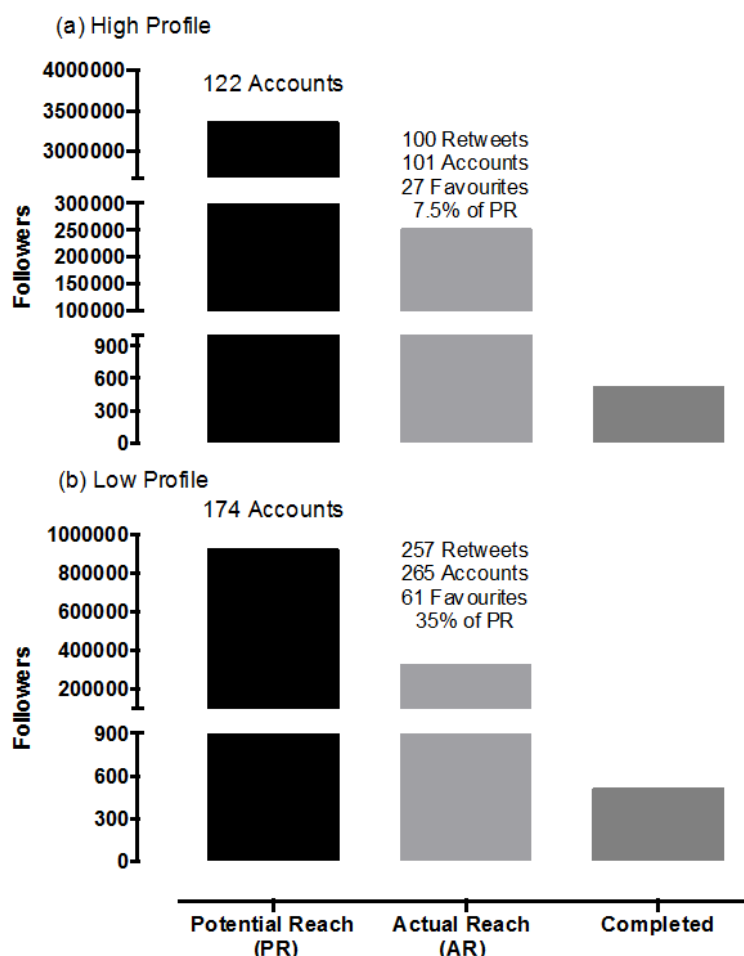 (a) High Profile
4000000
3500000
3000000
300000
250000
200000
150000
100000
900
600
300
0
Followers
122 Accounts
100 Retweets
101 Accounts
27 Favourites
7.5% of PR
(b) Low Profile
1000000
800000
600000
400000
200000
900
600
300
0
Followers
174 Accounts
257 Retweets
265 Accounts
61 Favourites
35% of PR
Potential Reach
(PR)
Actual Reach
(AR)
Completed